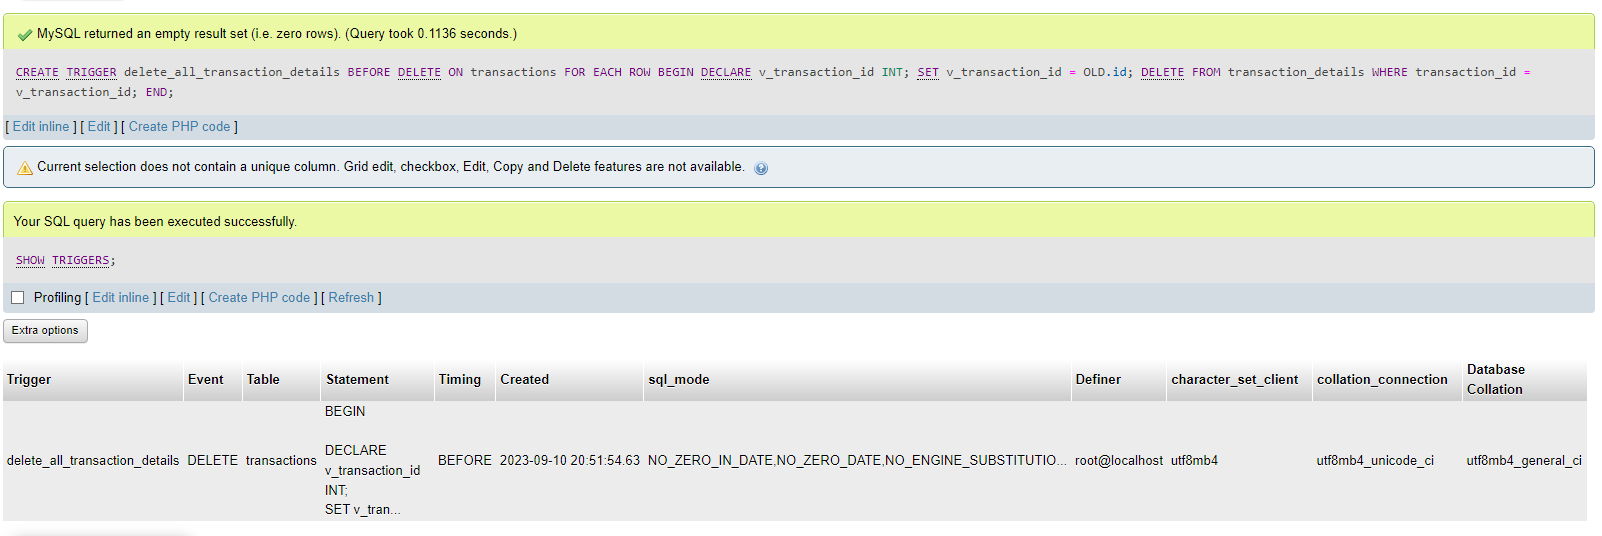 MySQL returned an empty result set (i.e. zero rows). (Query took 0.1136 seconds.)
CREATE TRIGGER delete_all_transaction_details BEFORE DELETE ON transactions FOR EACH ROW BEGIN DECLARE v_transaction_id INT; SET v_transaction_id = OLD.id; DELETE FROM transaction_details WHERE transaction_id =
v_transaction_id; END;
[ Edit inline ] [ Edit ] [ Create PHP code ]
Current selection does not contain a unique column. Grid edit, checkbox, Edit, Copy and Delete features are not available.
Your SQL query has been executed successfully.
SHOW TRIGGERS;
Profiling [ Edit inline ] [ Edit ] [ Create PHP code ] [ Refresh ]
Extra options
Trigger Event Table Statement Timing Created sql_mode Definer character_set_client collation_connection Database
Collation
BEGIN
DECLARE
v_transaction_id
delete_all_transaction_details DELETE transactions BEFORE 2023-09-10 20:51:54.63 NO_ZERO_IN_DATE,NO_ZERO_DATE,NO_ENGINE_SUBSTITUTIO... root@localhost utf8mb4 utf8mb4_unicode_ci utf8mb4_general_ci
INT;
SET v_tran...